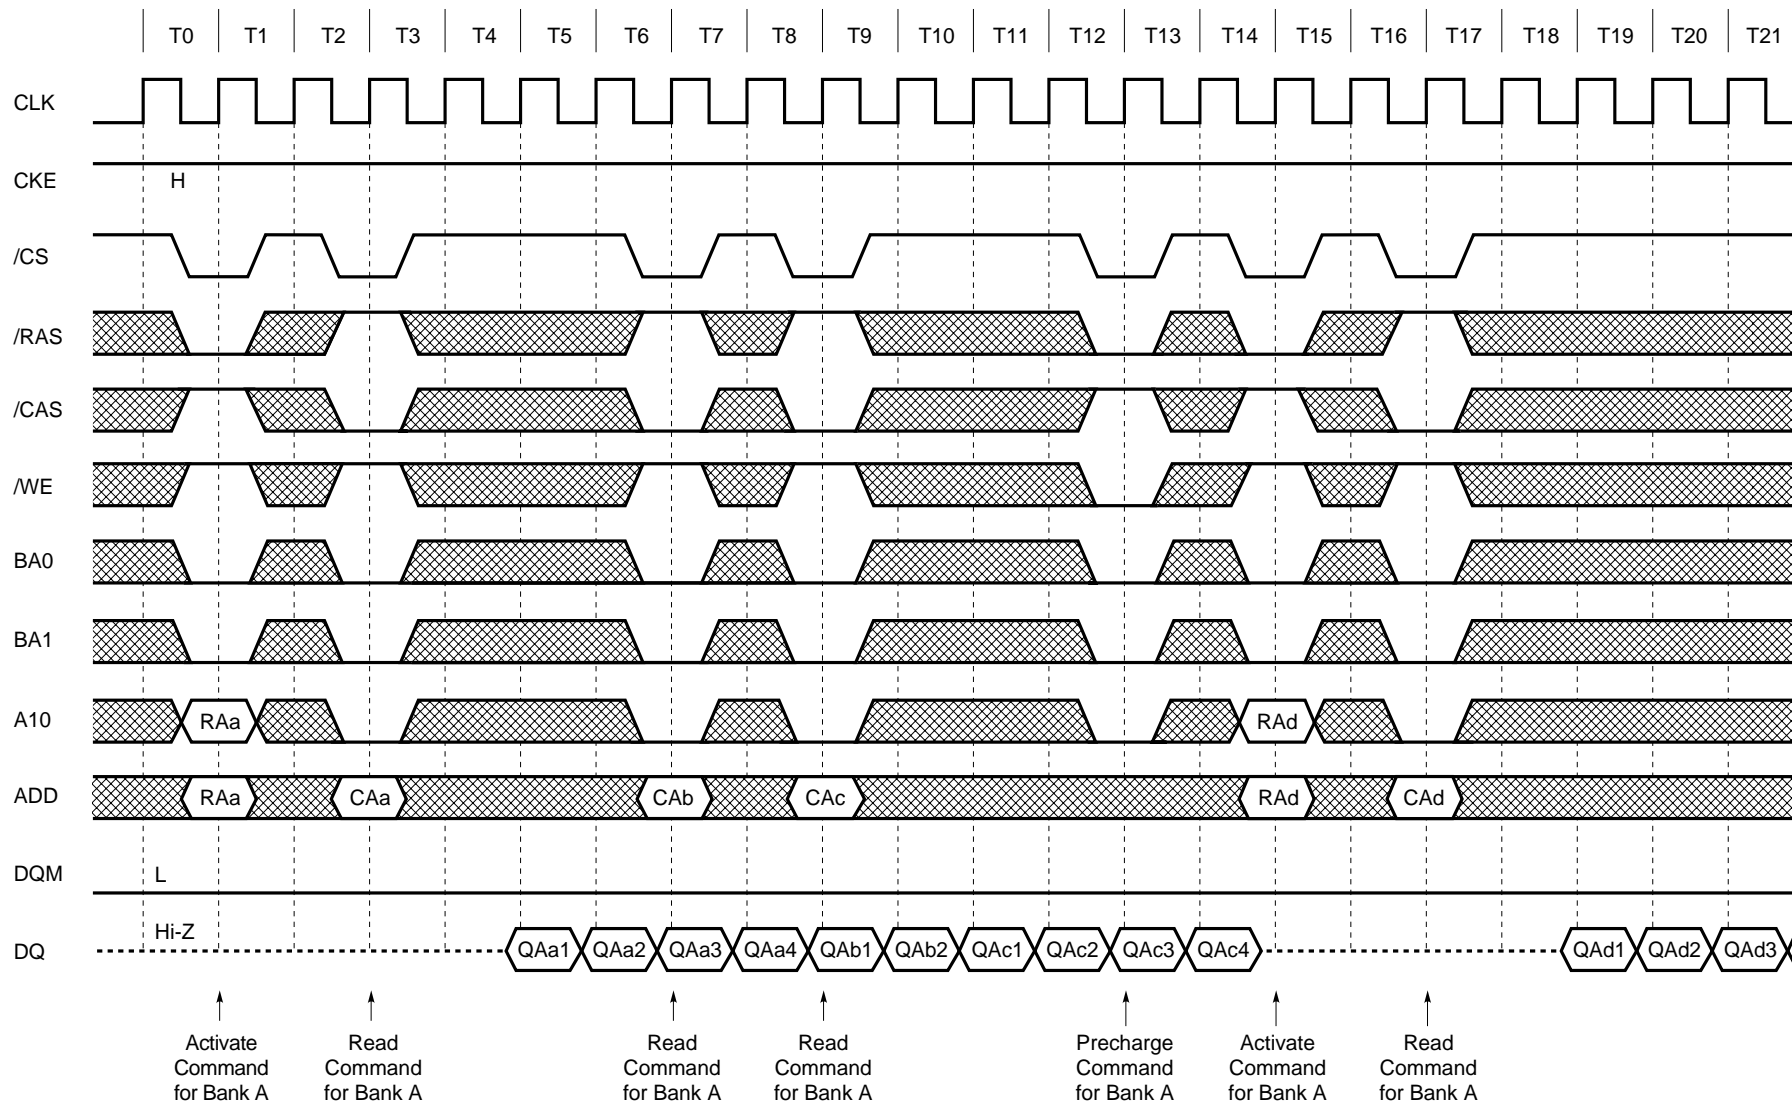 T0 T1 T2 T3 T4 T5 T6 T7 T8 T9 T10 T11 T12 T13 T14 T15 T16 T17 T18 T19 T20 T21
CLK
CKE H
/CS
/RAS
/CAS
/WE
BA0
BA1
A10 RAa RAd
ADD RAa CAa CAb CAc RAd CAd
DQM L
Hi-Z
DQ QAa1 QAa2 QAa3 QAa4 QAb1 QAb2 QAc1 QAc2 QAc3 QAc4 QAd1 QAd2 QAd3
Activate
Command
for Bank A
Read
Command
for Bank A
Read
Command
for Bank A
Read
Command
for Bank A
Precharge
Command
for Bank A
Activate
Command
for Bank A
Read
Command
for Bank A